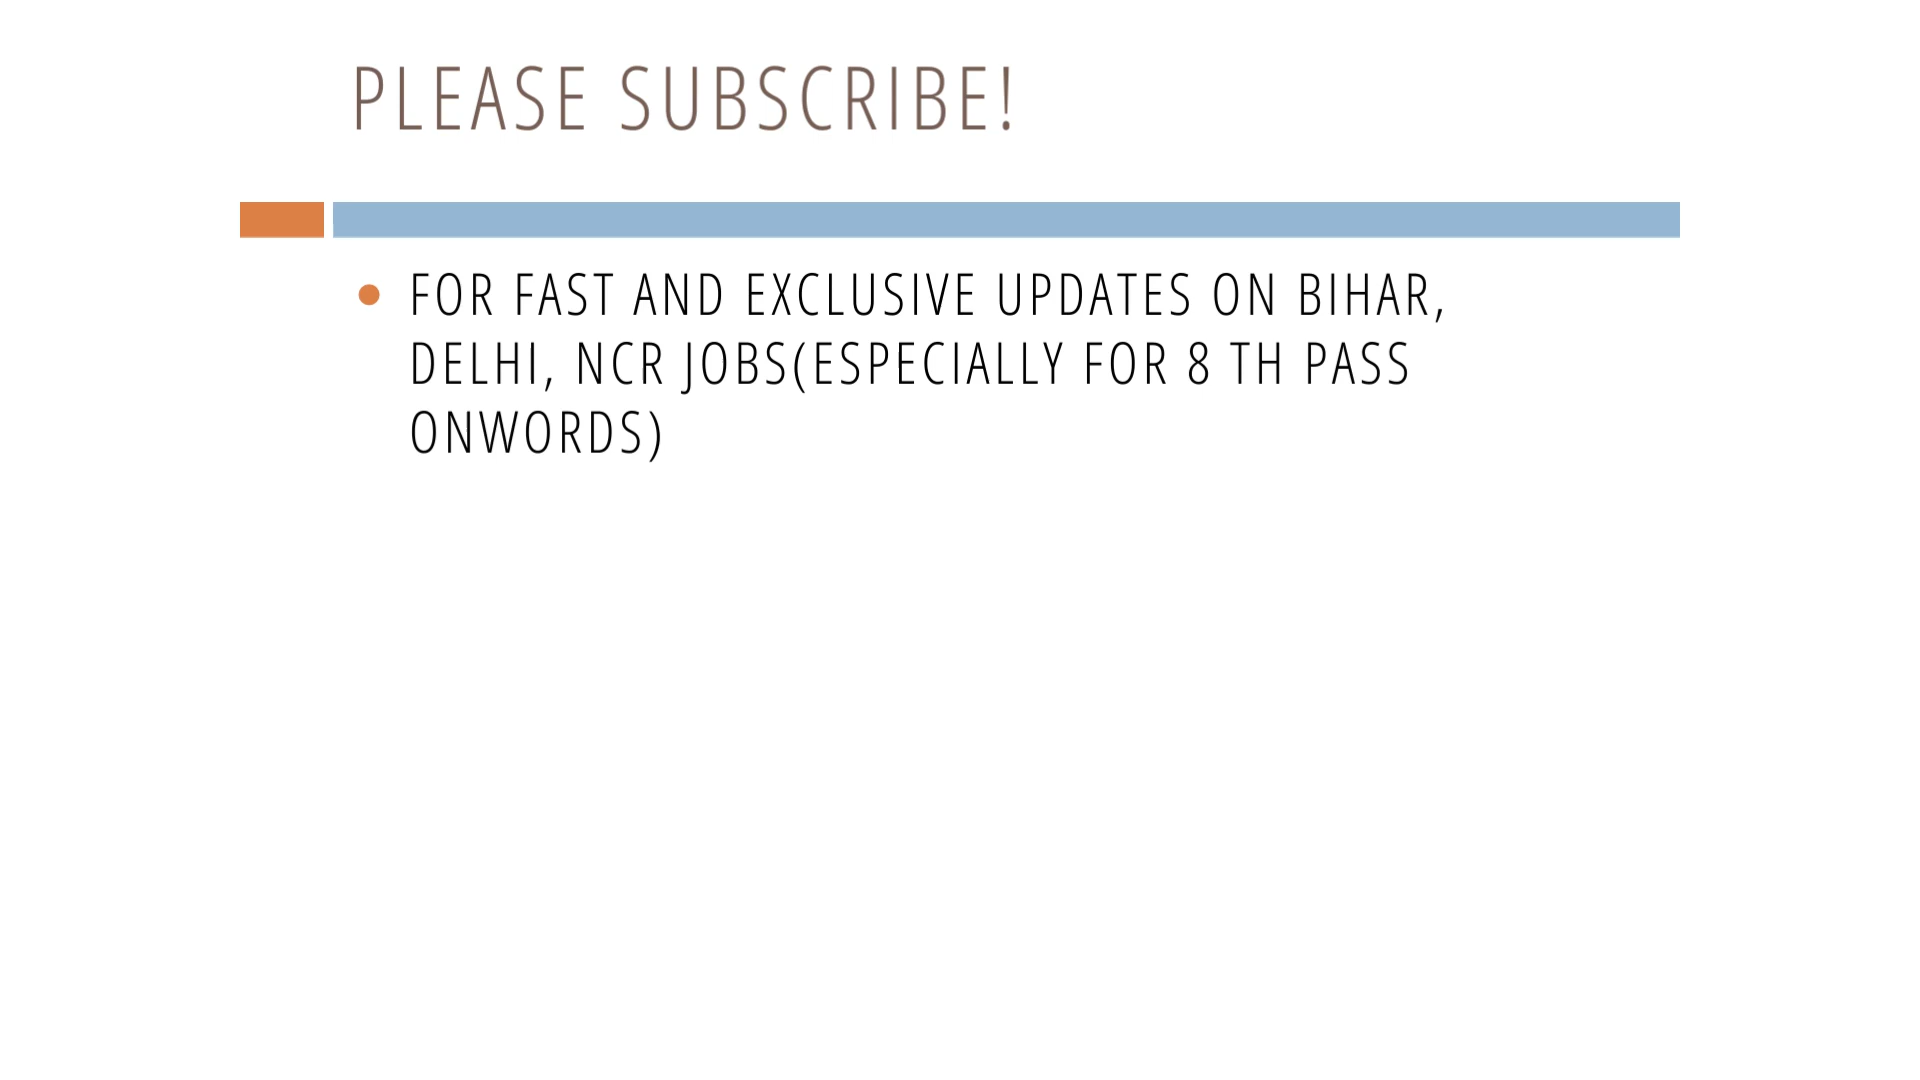 PLEASE SUBSCRIBE!
• FOR FAST AND EXCLUSIVE UPDATES ON BIHAR,
DELHI, NCR JOBS(ESPECIALLY FOR 8 TH PASS
ONWORDS)